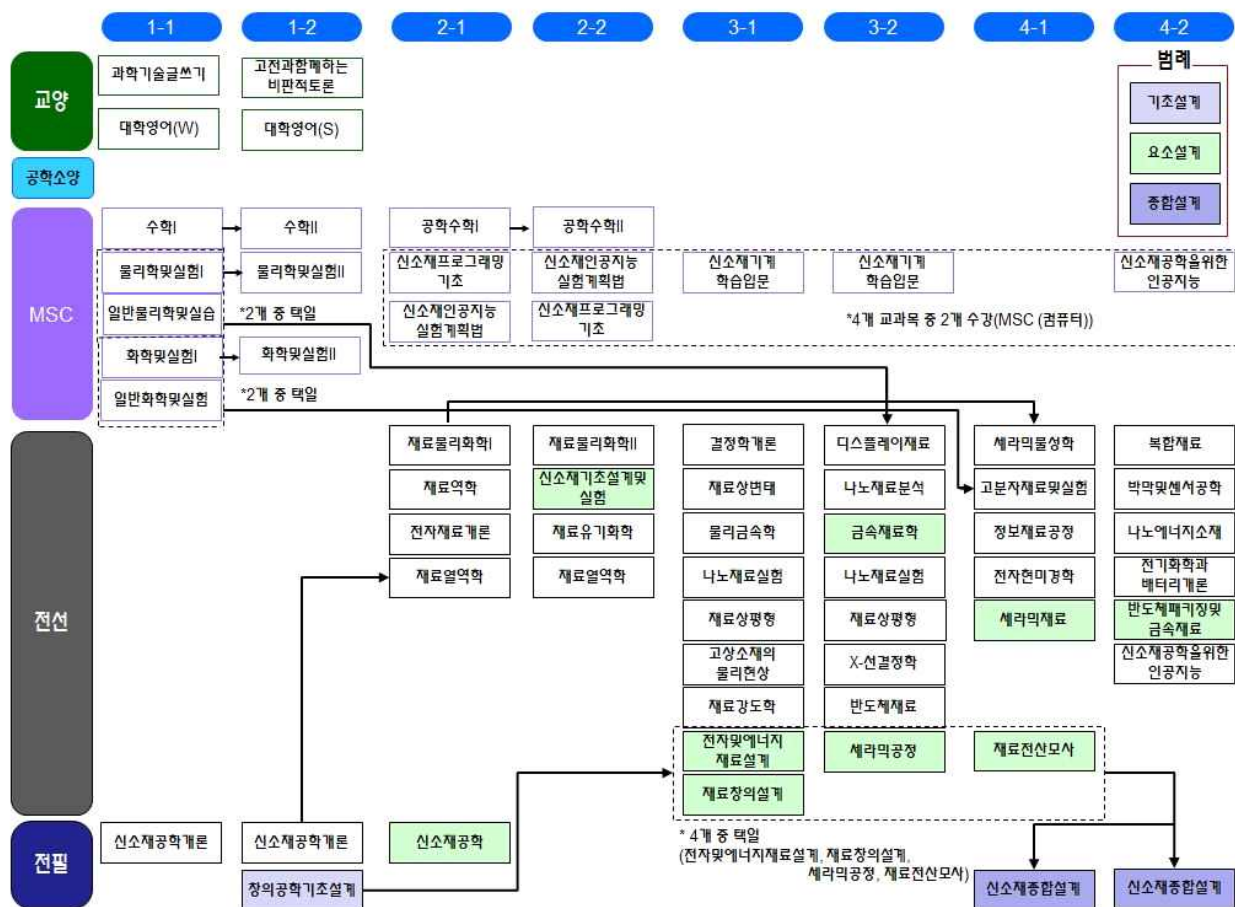 1-1
1-2
2-1
2-2
3-1
3-2
4-1
4-2
교양
과학기술글쓰기
고전과함께하는
비판적토론
대학영어(W)
대학영어(S)
범례
기초설계
요소설계
종합설계
공학소양
MSC
수학I
수학II
공학수학I
공학수학II
물리학및실험I
물리학및실험II
신소재프로그래밍
기초
신소재인공지능
실험계획법
신소재기계
학습입문
신소재기계
학습입문
신소재공학을위한
인공지능
일반물리학및실습
*2개 중 택일
신소재인공지능
실험계획법
신소재프로그래밍
기초
*4개 교과목 중 2개 수강(MSC (컴퓨터))
화학및실험I
화학및실험II
일반화학및실험
*2개 중 택일
전선
재료물리화학I
재료물리화학II
결정학개론
디스플레이재료
세라믹물성학
복합재료
재료역학
신소재기초설계및
실험
재료상변태
나노재료분석
고분자재료및실험
박막및센서공학
전자재료개론
재료유기화학
물리금속학
금속재료학
정보재료공정
나노에너지소재
재료열역학
재료열역학
나노재료실험
나노재료실험
전자현미경학
전기화학과
배터리개론
재료상평형
재료상평형
세라믹재료
반도체패키징및
금속재료
고상소재의
물리현상
X-선결정학
신소재공학을위한
인공지능
재료강도학
반도체재료
전자및에너지
재료설계
세라믹공정
재료전산모사
재료창의설계
전필
신소재공학개론
신소재공학개론
신소재공학
* 4개 중 택일
(전자및에너지재료설계, 재료창의설계,
세라믹공정, 재료전산모사)
창의공학기초설계
신소재종합설계
신소재종합설계